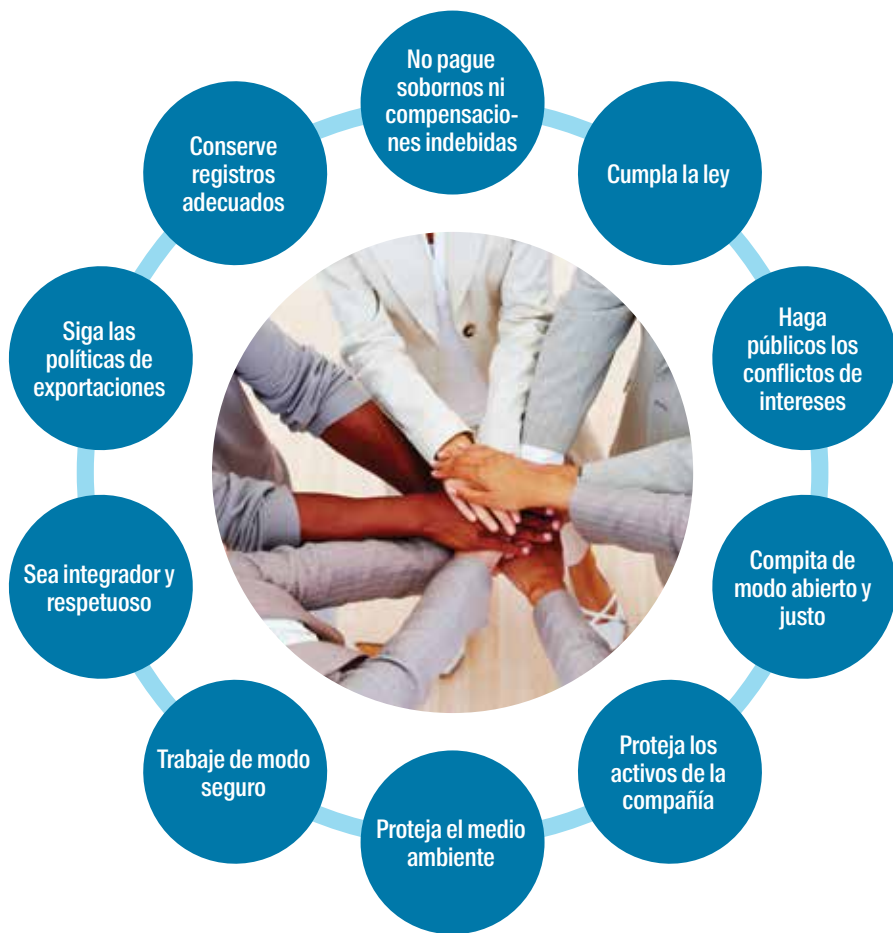 No pague
sobornos ni
compensacio-
nes indebidas
Cumpla la ley
Haga
públicos los
conflictos de
intereses
Compita de
modo abierto y
justo
Proteja los
activos de la
compañía
Proteja el medio
ambiente
Trabaje de modo
seguro
Sea integrador y
respetuoso
Siga las
políticas de
exportaciones
Conserve
registros
adecuados